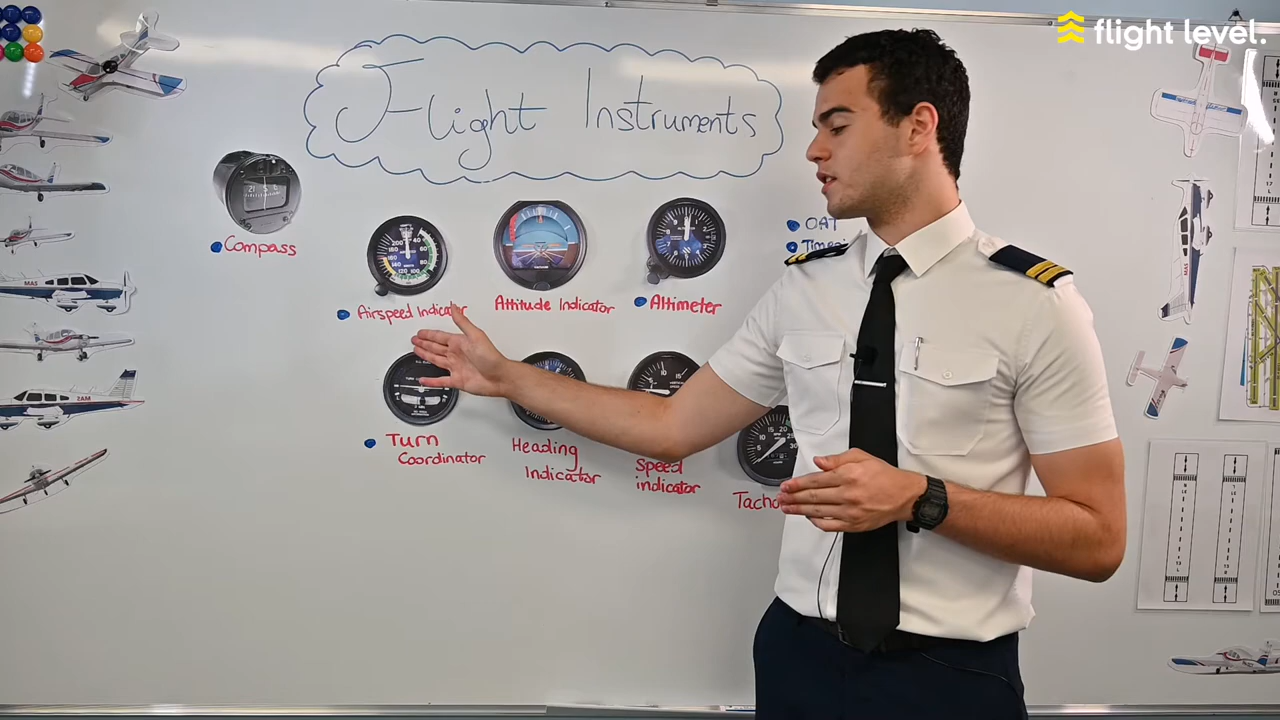 flight level.
Flight Instruments
Compass
Airspeed Indicator
Attitude Indicator
Altimeter
OAT
Turn
Coordinator
Heading
Indicator
Speed
indicator